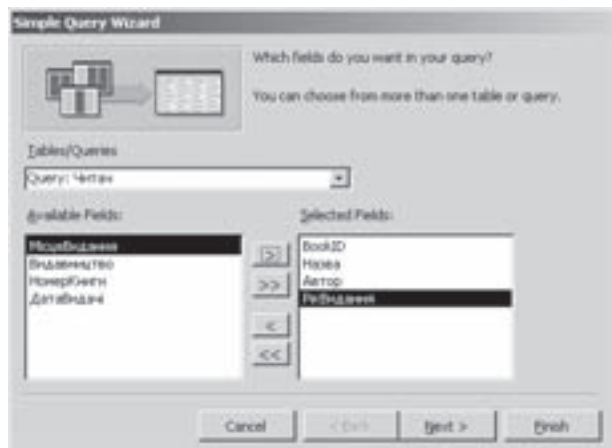 Simple Query Wizard
Which fields do you want in your query?
You can choose from more than one table or query.
Tables/Queries
Query: Читач
Available Fields:
Selected Fields:
МісцеВидання
Видавництво
НомерКниги
ДатаВидачі
>
>>
<
<<
BookID
Назва
Автор
РікВидання
Cancel
< Back
Next >
Finish